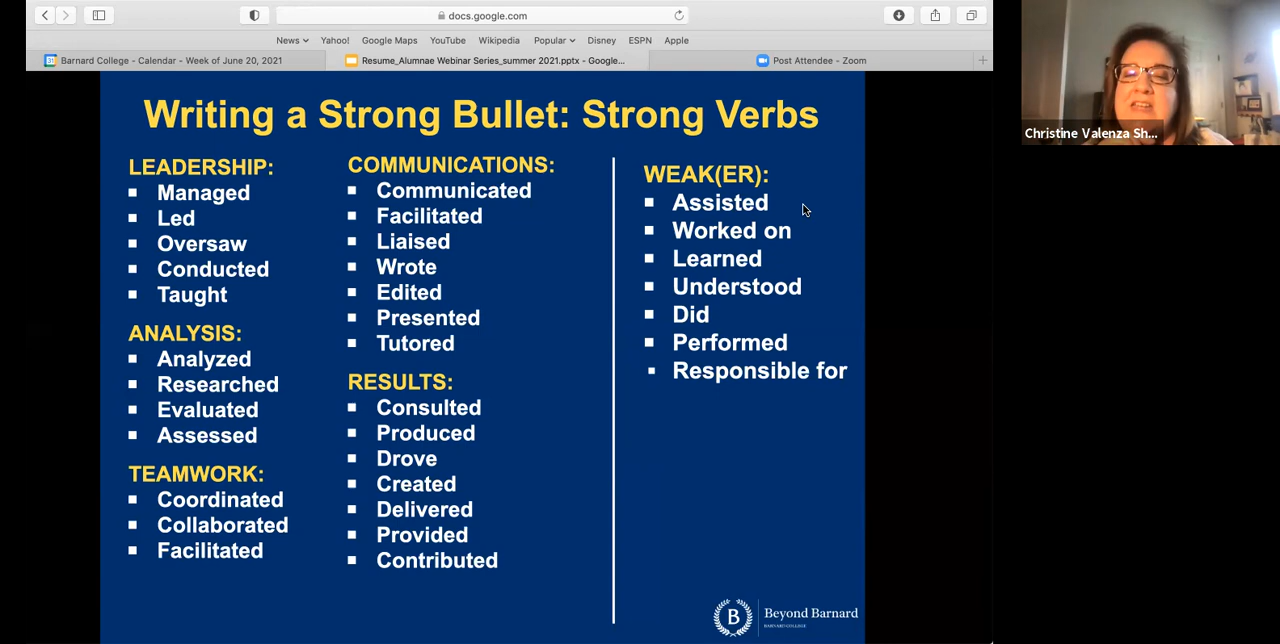 docs.google.com
News
Yahoo!
Google Maps
YouTube
Wikipedia
Popular
Disney
ESPN
Apple
Barnard College - Calendar - Week of June 20, 2021
Resume_Alumnae Webinar Series_summer 2021.pptx - Google...
Post Attendee - Zoom
Writing a Strong Bullet: Strong Verbs
LEADERSHIP:
Managed
Led
Oversaw
Conducted
Taught
ANALYSIS:
Analyzed
Researched
Evaluated
Assessed
TEAMWORK:
Coordinated
Collaborated
Facilitated
COMMUNICATIONS:
Communicated
Facilitated
Liaised
Wrote
Edited
Presented
Tutored
RESULTS:
Consulted
Produced
Drove
Created
Delivered
Provided
Contributed
WEAK(ER):
Assisted
Worked on
Learned
Understood
Did
Performed
Responsible for
B
Beyond Barnard
BARNARD COLLEGE
Christine Valenza Sh...